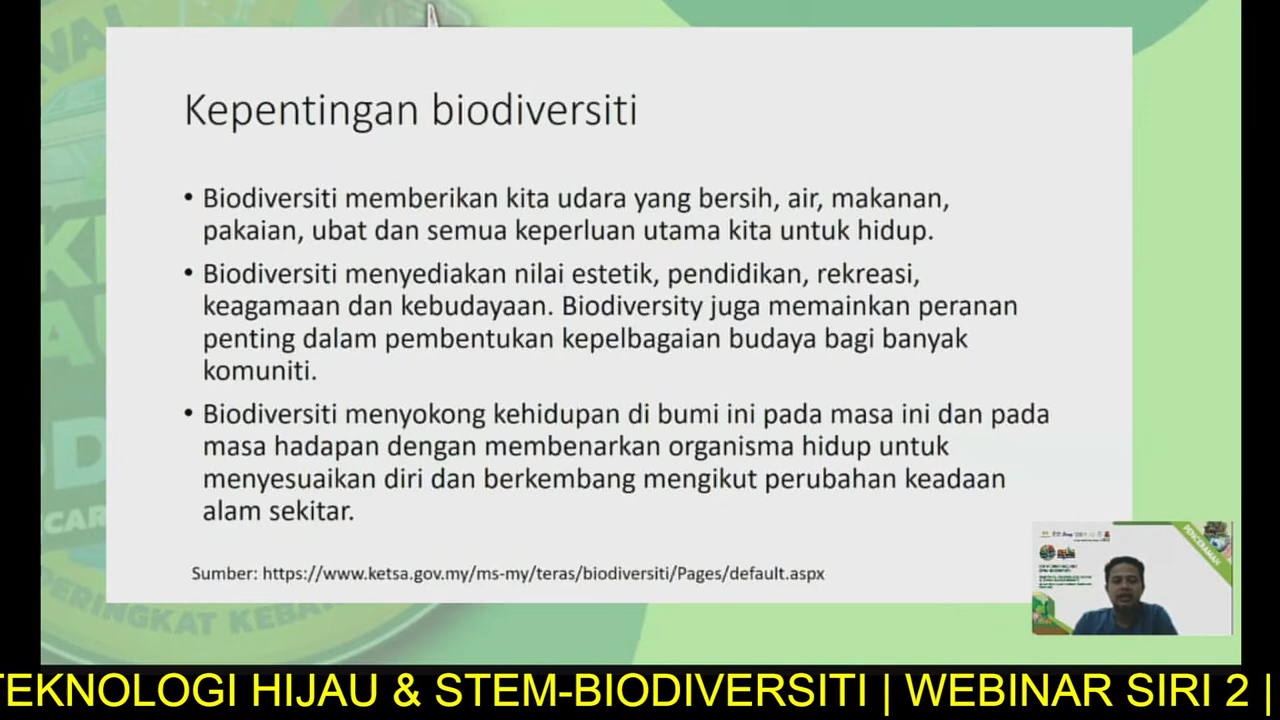 Kepentingan biodiversiti
• Biodiversiti memberikan kita udara yang bersih, air, makanan,
pakaian, ubat dan semua keperluan utama kita untuk hidup.
• Biodiversiti menyediakan nilai estetik, pendidikan, rekreasi,
keagamaan dan kebudayaan. Biodiversity juga memainkan peranan
penting dalam pembentukan kepelbagaian budaya bagi banyak
komuniti.
• Biodiversiti menyokong kehidupan di bumi ini pada masa ini dan pada
masa hadapan dengan membenarkan organisma hidup untuk
menyesuaikan diri dan berkembang mengikut perubahan keadaan
alam sekitar.
Sumber: https://www.ketsa.gov.my/ms-my/teras/biodiversiti/Pages/default.aspx
PENCERAMAH
PERINGKAT KEBA
TEKNOLOGI HIJAU & STEM-BIODIVERSITI | WEBINAR SIRI 2 |